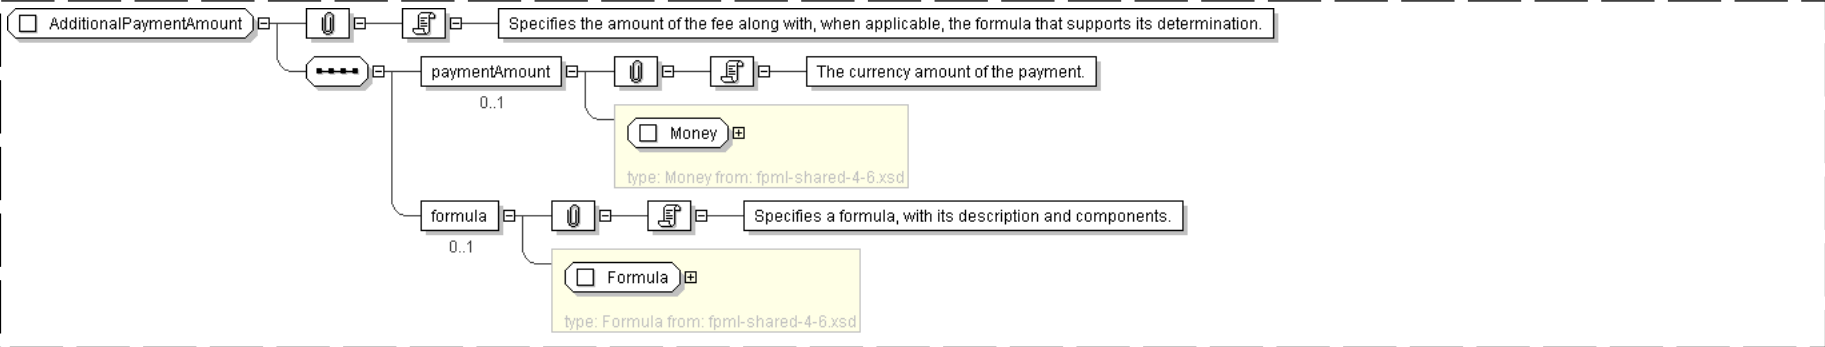 AdditionalPaymentAmount
Specifies the amount of the fee along with, when applicable, the formula that supports its determination.
paymentAmount
The currency amount of the payment.
0..1
Money
type: Money from: fpml-shared-4-6.xsd
formula
Specifies a formula, with its description and components.
0..1
Formula
type: Formula from: fpml-shared-4-6.xsd